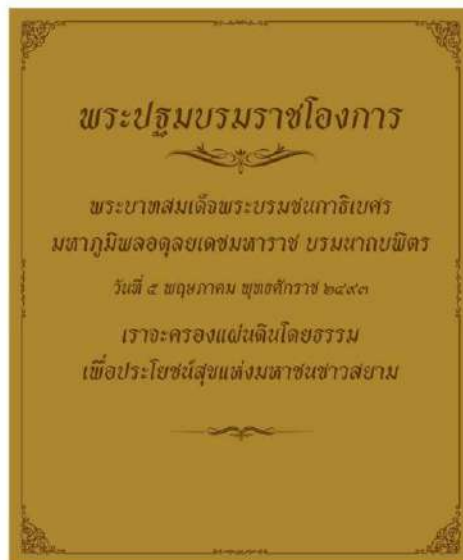 พระปฐมบรมราชโองการ
พระบาทสมเด็จพระบรมชนกาธิเบศร
มหาภูมิพลอดุลยเดชมหาราช บรมนาถบพิตร
วันที่ ๕ พฤษภาคม พุทธศักราช ๒๔๙๓
เราจะครองแผ่นดินโดยธรรม
เพื่อประโยชน์สุขแห่งมหาชนชาวสยาม